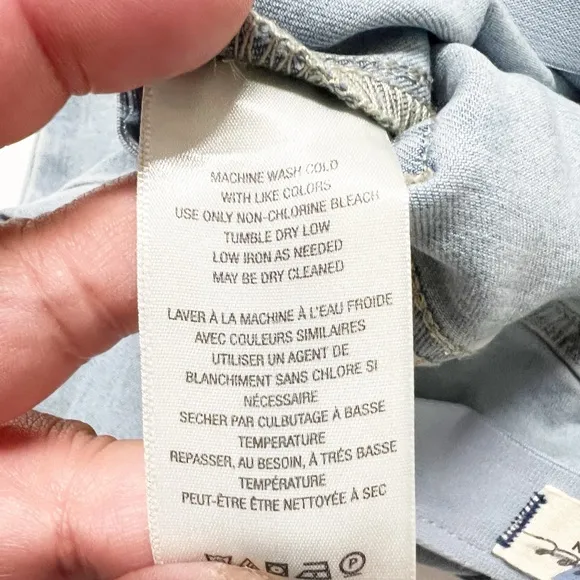 MACHINE WASH COLD
WITH LIKE COLORS
USE ONLY NON-CHLORINE BLEACH
TUMBLE DRY LOW
LOW IRON AS NEEDED
MAY BE DRY CLEANED
LAVER À LA MACHINE À L'EAU FROIDE
AVEC COULEURS SIMILAIRES
UTILISER UN AGENT DE
BLANCHIMENT SANS CHLORE SI
NÉCESSAIRE
SECHER PAR CULBUTAGE À BASSE
TEMPERATURE
REPASSER, AU BESOIN, À TRÉS BASSE
TEMPÉRATURE
PEUT-ÊTRE ÊTRE NETTOYÉE À SEC
P